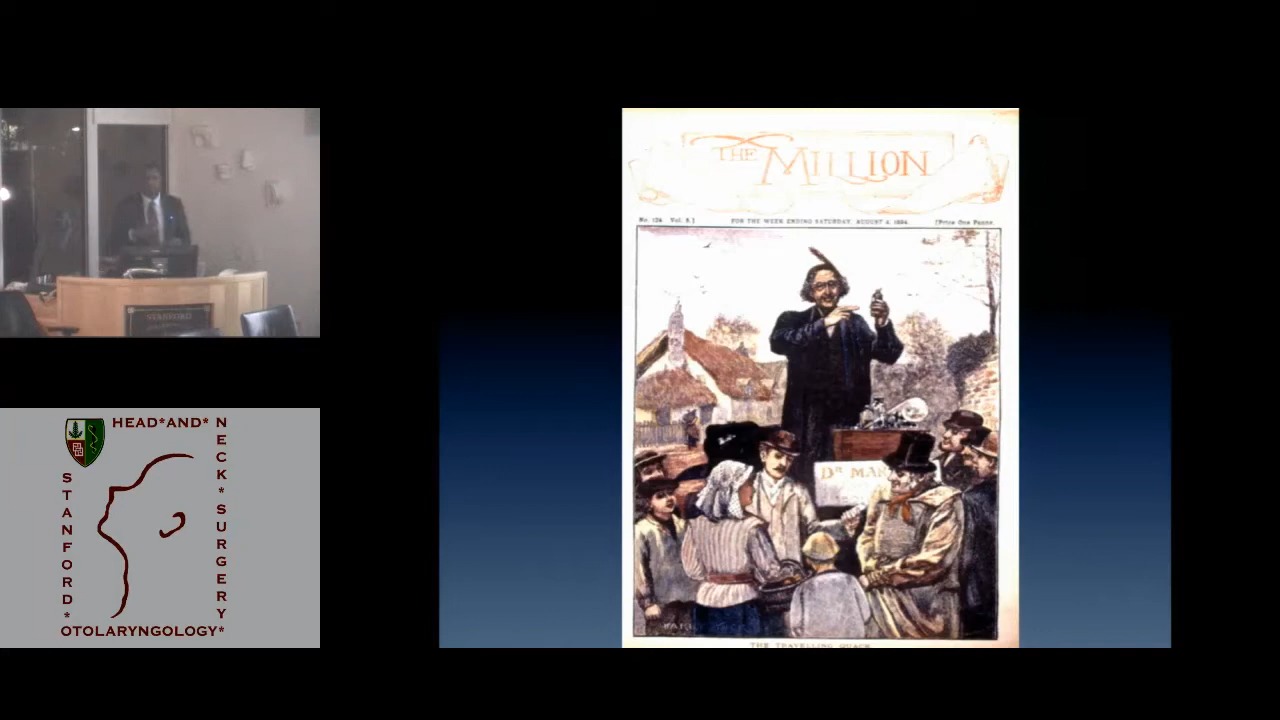 STANFORD
HEAD*AND*
NECK*SURGERY
STANFORD*
OTOLARYNGOLOGY*
THE MILLION
No. 124. Vol. 5.]
FOR THE WEEK ENDING SATURDAY, AUGUST 4, 1894.
[Price One Penny.
DR MAR
THE TRAVELLING QUACK